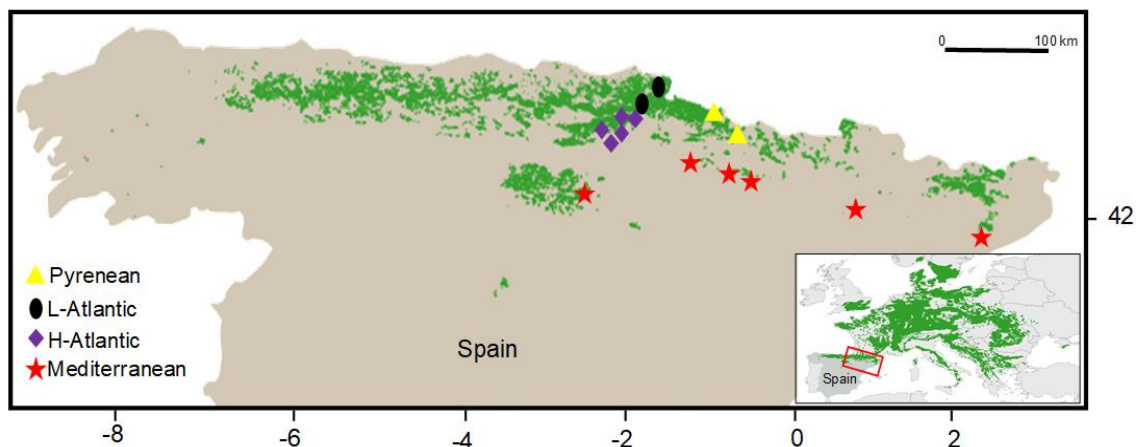 0 100 km
42
Pyrenean
L-Atlantic
H-Atlantic
Mediterranean
Spain
Spain
-8 -6 -4 -2 0 2